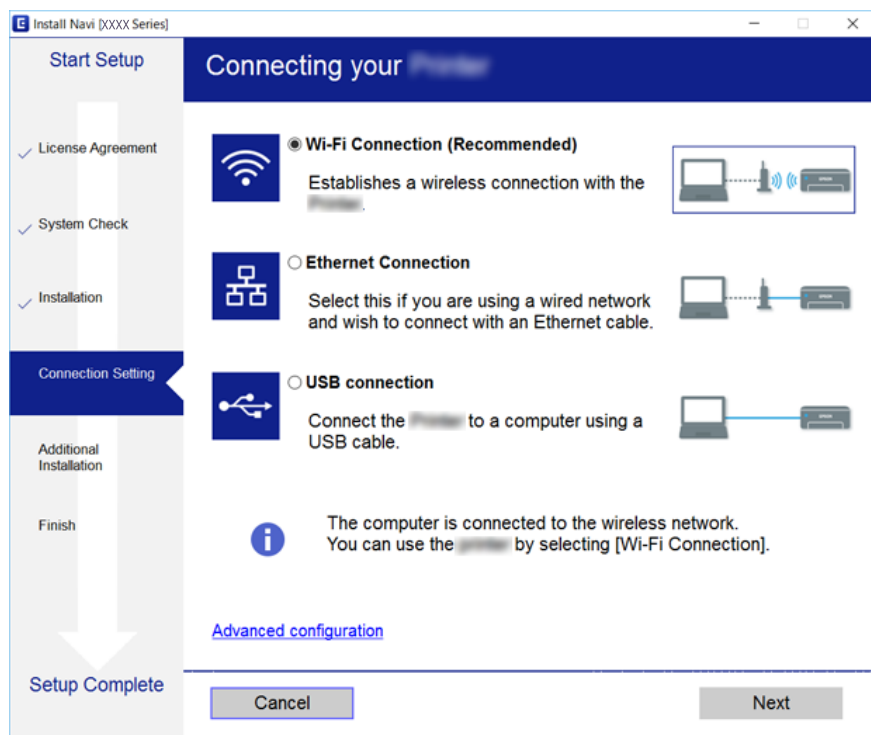 Install Navi [XXXX Series]
Start Setup
License Agreement
System Check
Installation
Connection Setting
Additional
Installation
Finish
Setup Complete
Connecting your
Wi-Fi Connection (Recommended)
Establishes a wireless connection with the
.
Ethernet Connection
Select this if you are using a wired network
and wish to connect with an Ethernet cable.
USB connection
Connect the to a computer using a
USB cable.
The computer is connected to the wireless network.
You can use the by selecting [Wi-Fi Connection].
Advanced configuration
Cancel
Next